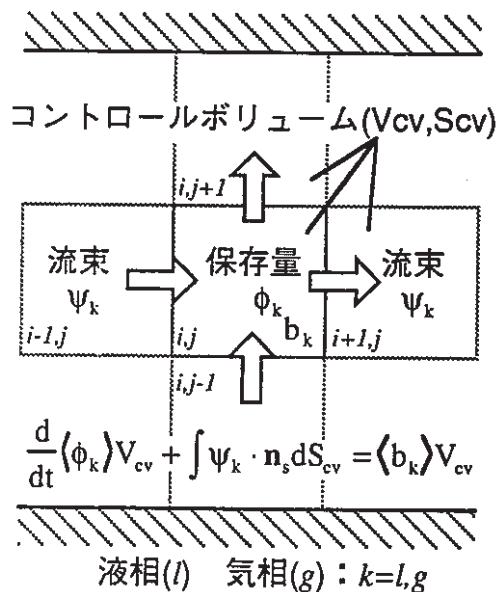 コントロールボリューム(Vcv,Scv)
i,j+1
流束 保存量 流束
ψk φk ψk
bk
i-1,j i,j i+1,j
i,j-1
d/dt⟨φk⟩Vcv + ∫ψk · ns dScv = ⟨bk⟩Vcv
液相(l) 気相(g)：k=l,g